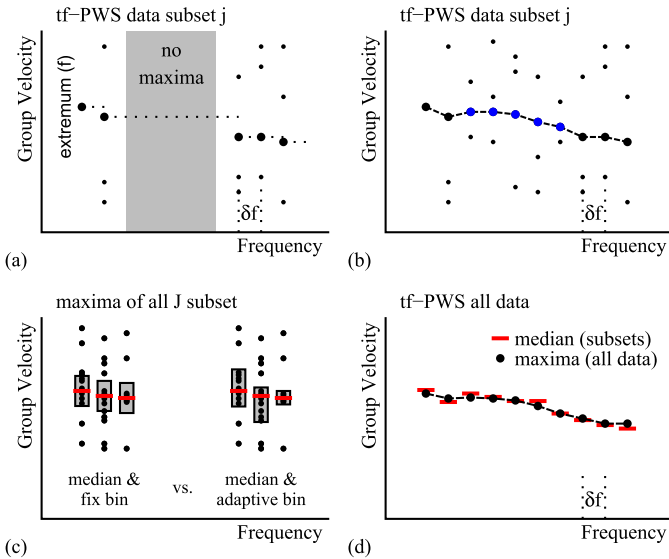 tf−PWS data subset j
Group Velocity
extremum (f)
no
maxima
δf
Frequency
(a)
tf−PWS data subset j
Group Velocity
δf
Frequency
(b)
maxima of all J subset
Group Velocity
median &
fix bin
vs.
median &
adaptive bin
Frequency
(c)
tf−PWS all data
Group Velocity
median (subsets)
maxima (all data)
δf
Frequency
(d)